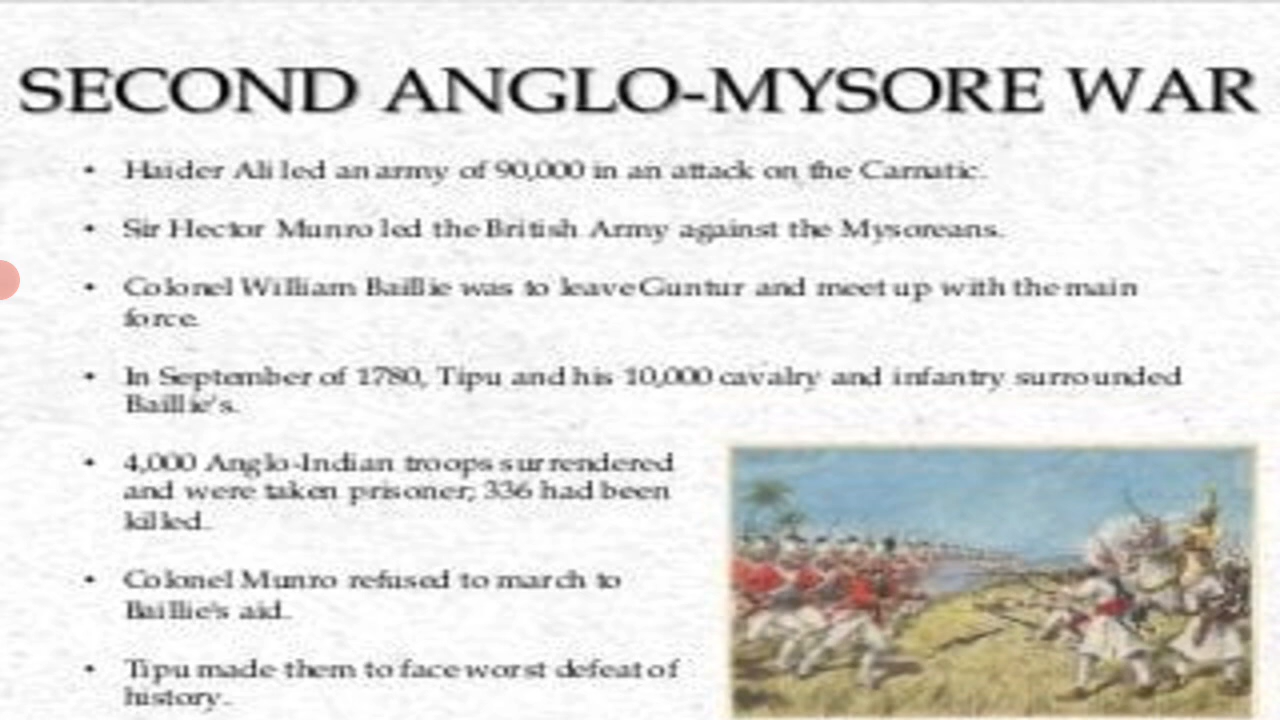 SECOND ANGLO-MYSORE WAR
• Haider Ali led an army of 90,000 in an attack on the Carnatic.
• Sir Hector Munro led the British Army against the Mysoreans.
• Colonel William Baillie was to leave Guntur and meet up with the main
force.
• In September of 1780, Tipu and his 10,000 cavalry and infantry surrounded
Baillie's.
• 4,000 Anglo-Indian troops surrendered
and were taken prisoner; 336 had been
killed.
• Colonel Munro refused to march to
Baillie's aid.
• Tipu made them to face worst defeat of
history.